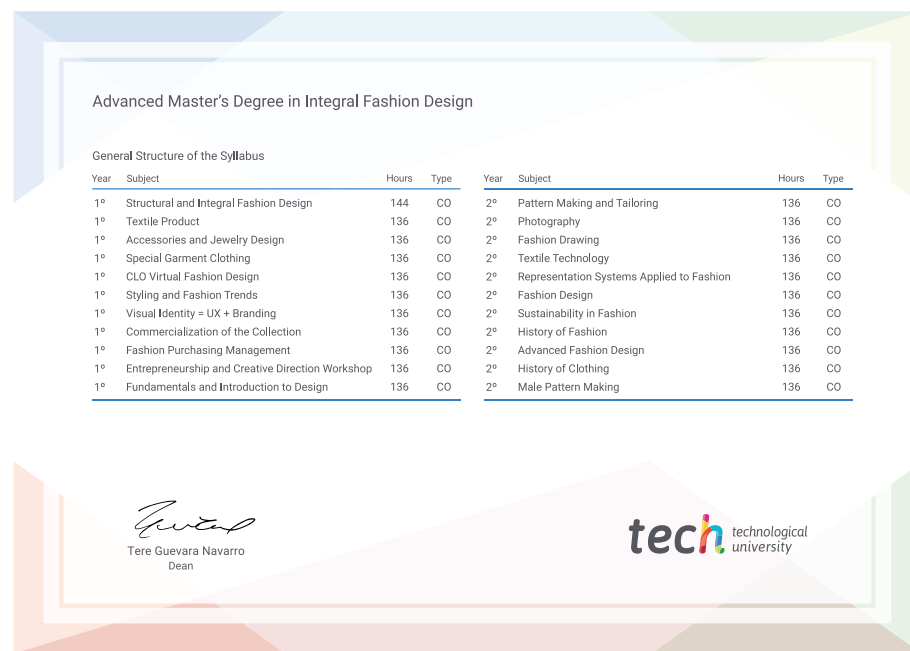 Advanced Master's Degree in Integral Fashion Design
General Structure of the Syllabus
Year Subject Hours Type
1º Structural and Integral Fashion Design 144 CO
1º Textile Product 136 CO
1º Accessories and Jewelry Design 136 CO
1º Special Garment Clothing 136 CO
1º CLO Virtual Fashion Design 136 CO
1º Styling and Fashion Trends 136 CO
1º Visual Identity = UX + Branding 136 CO
1º Commercialization of the Collection 136 CO
1º Fashion Purchasing Management 136 CO
1º Entrepreneurship and Creative Direction Workshop 136 CO
1º Fundamentals and Introduction to Design 136 CO
Year Subject Hours Type
2º Pattern Making and Tailoring 136 CO
2º Photography 136 CO
2º Fashion Drawing 136 CO
2º Textile Technology 136 CO
2º Representation Systems Applied to Fashion 136 CO
2º Fashion Design 136 CO
2º Sustainability in Fashion 136 CO
2º History of Fashion 136 CO
2º Advanced Fashion Design 136 CO
2º History of Clothing 136 CO
2º Male Pattern Making 136 CO
Tere Guevara Navarro
Dean
tech technological
university